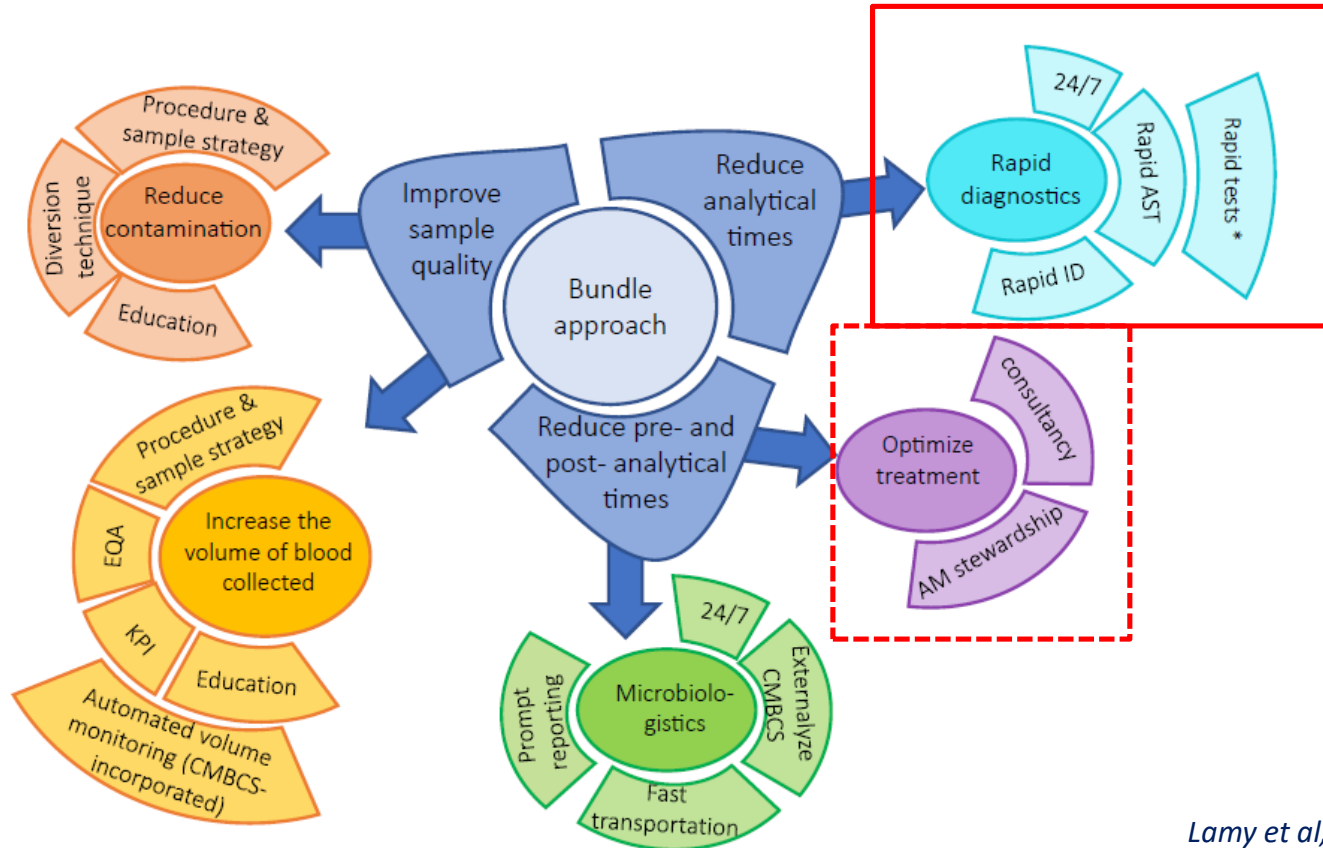 Procedure &
sample strategy
Diversion
technique
Reduce
contamination
Education
Improve
sample
quality
Reduce
analytical
times
Bundle
approach
24/7
Rapid
diagnostics
Rapid AST
Rapid tests *
Rapid ID
Procedure &
sample strategy
EQA
Increase the
volume of blood
collected
KPI
Education
Automated volume
monitoring (CMBCS-
incorporated)
Reduce pre- and
post- analytical
times
Optimize
treatment
consultancy
AM stewardship
24/7
Prompt
reporting
Microbiolo-
gistics
Externalyze
CMBCS
Fast
transportation
Lamy et al,